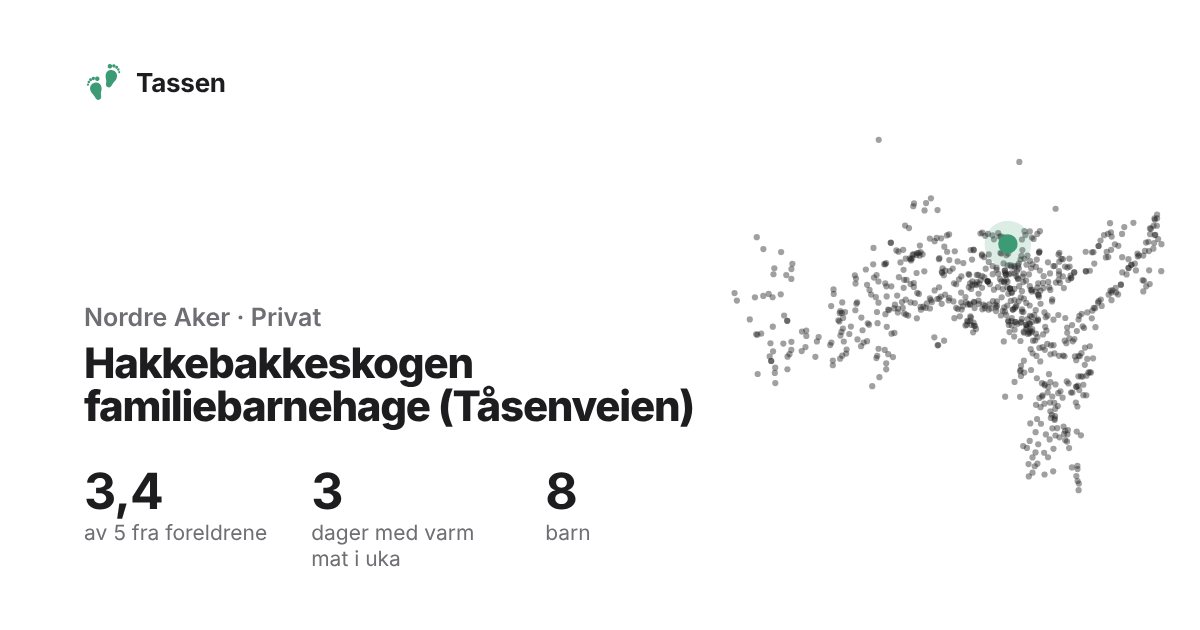 Tassen
Nordre Aker · Privat
Hakkebakkeskogen
familiebarnehage (Tåsenveien)
3,4
av 5 fra foreldrene
3
dager med varm
mat i uka
8
barn